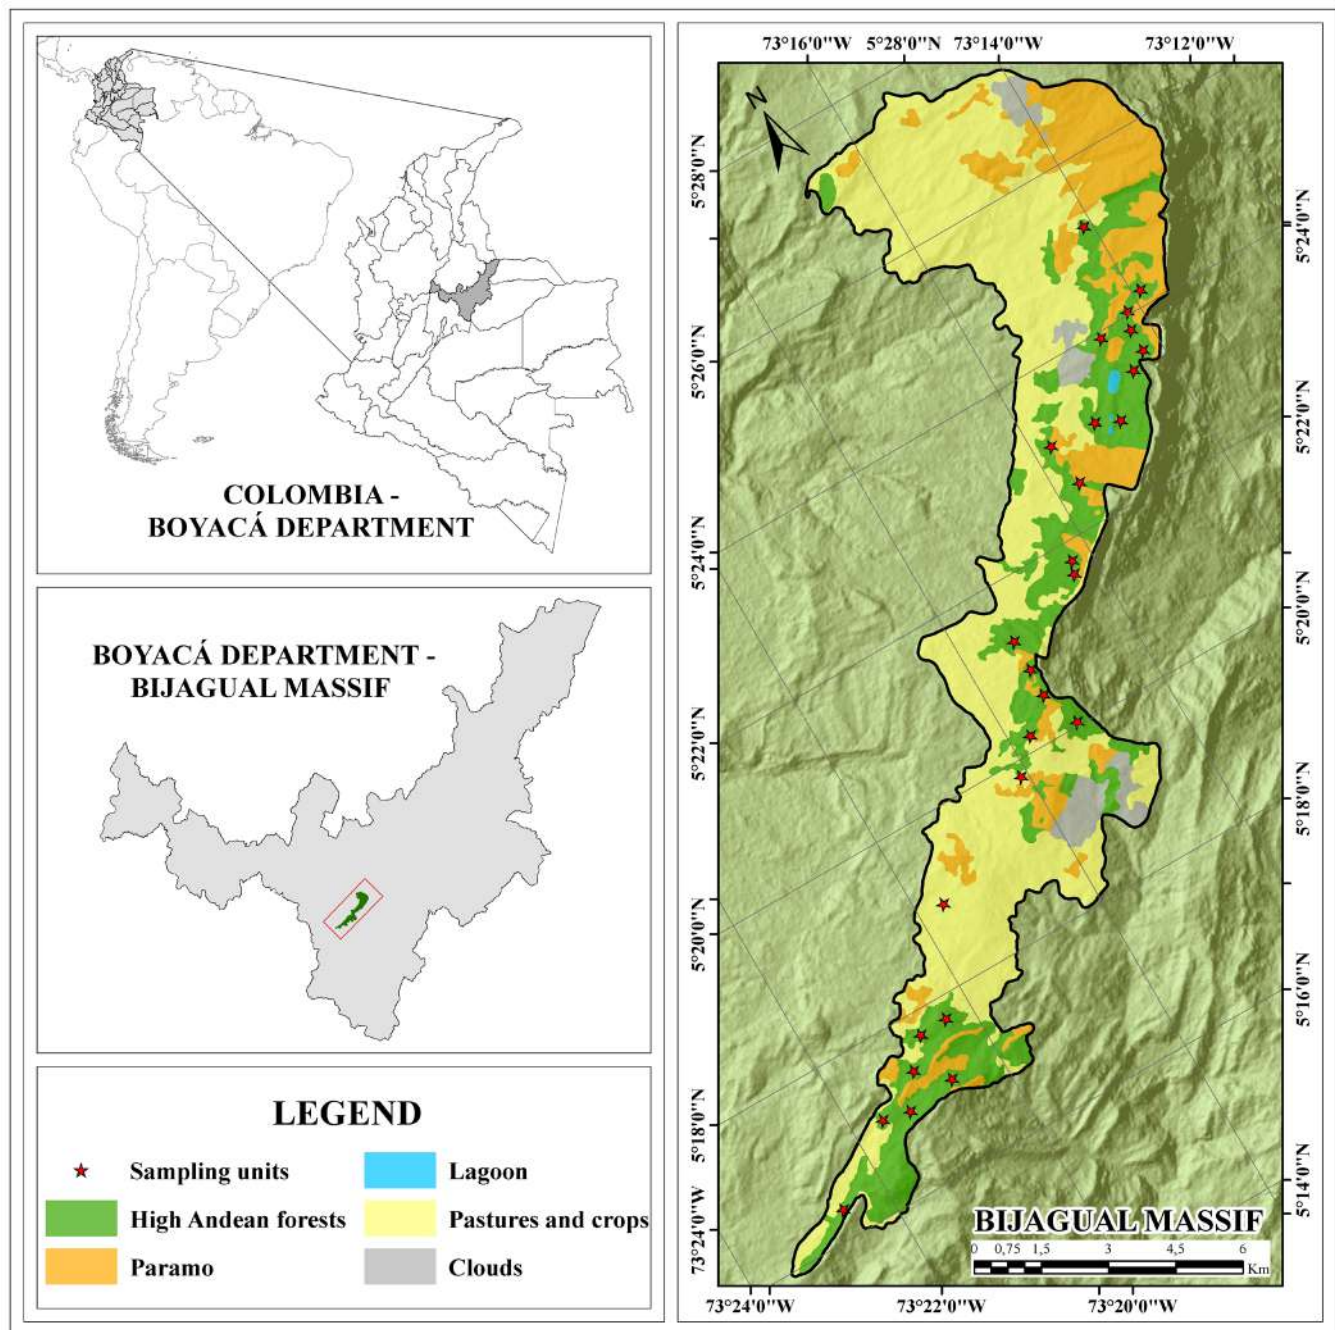 COLOMBIA -
BOYACÁ DEPARTMENT
BOYACÁ DEPARTMENT -
BIJAGUAL MASSIF
LEGEND
Sampling units
High Andean forests
Paramo
Lagoon
Pastures and crops
Clouds
73°16'0"W 5°28'0"N 73°14'0"W 73°12'0"W
N
5°28'0"N
5°26'0"N
5°24'0"N
5°22'0"N
5°20'0"N
5°18'0"N
73°24'0"W
5°24'0"N
5°22'0"N
5°20'0"N
5°18'0"N
5°16'0"N
5°14'0"N
BIJAGUAL MASSIF
0 0,75 1,5 3 4,5 6
Km
73°24'0"W 73°22'0"W 73°20'0"W